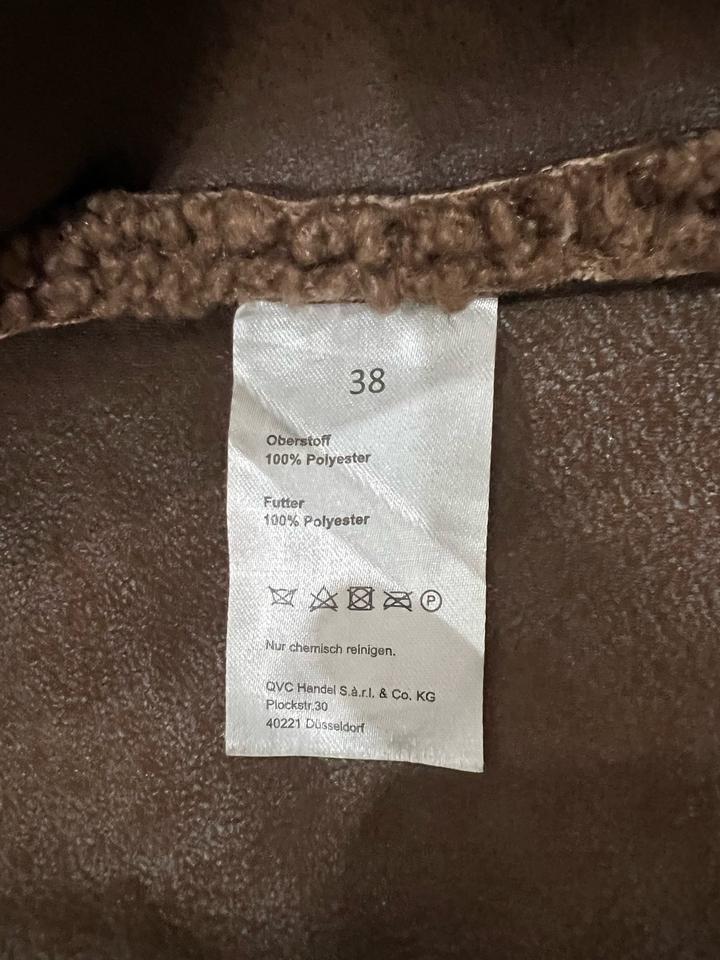 38
Oberstoff
100% Polyester
Futter
100% Polyester
P
Nur chemisch reinigen.
QVC Handel S.à.r.l. & Co. KG
Plockstr.30
40221 Düsseldorf